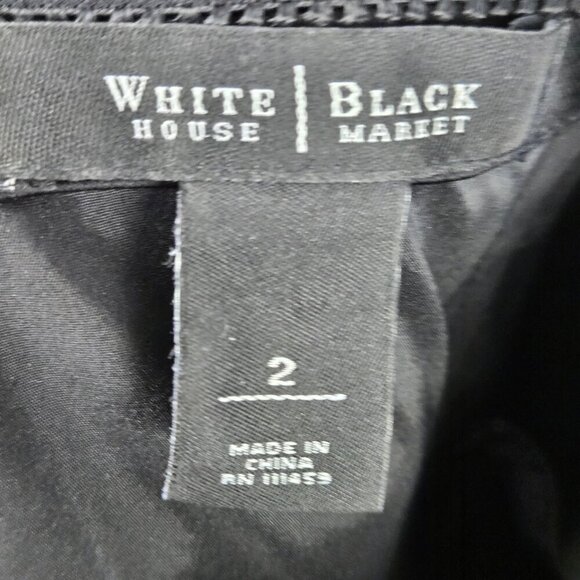 WHITE | BLACK
HOUSE | MARKET
2
MADE IN
CHINA
RN 111459